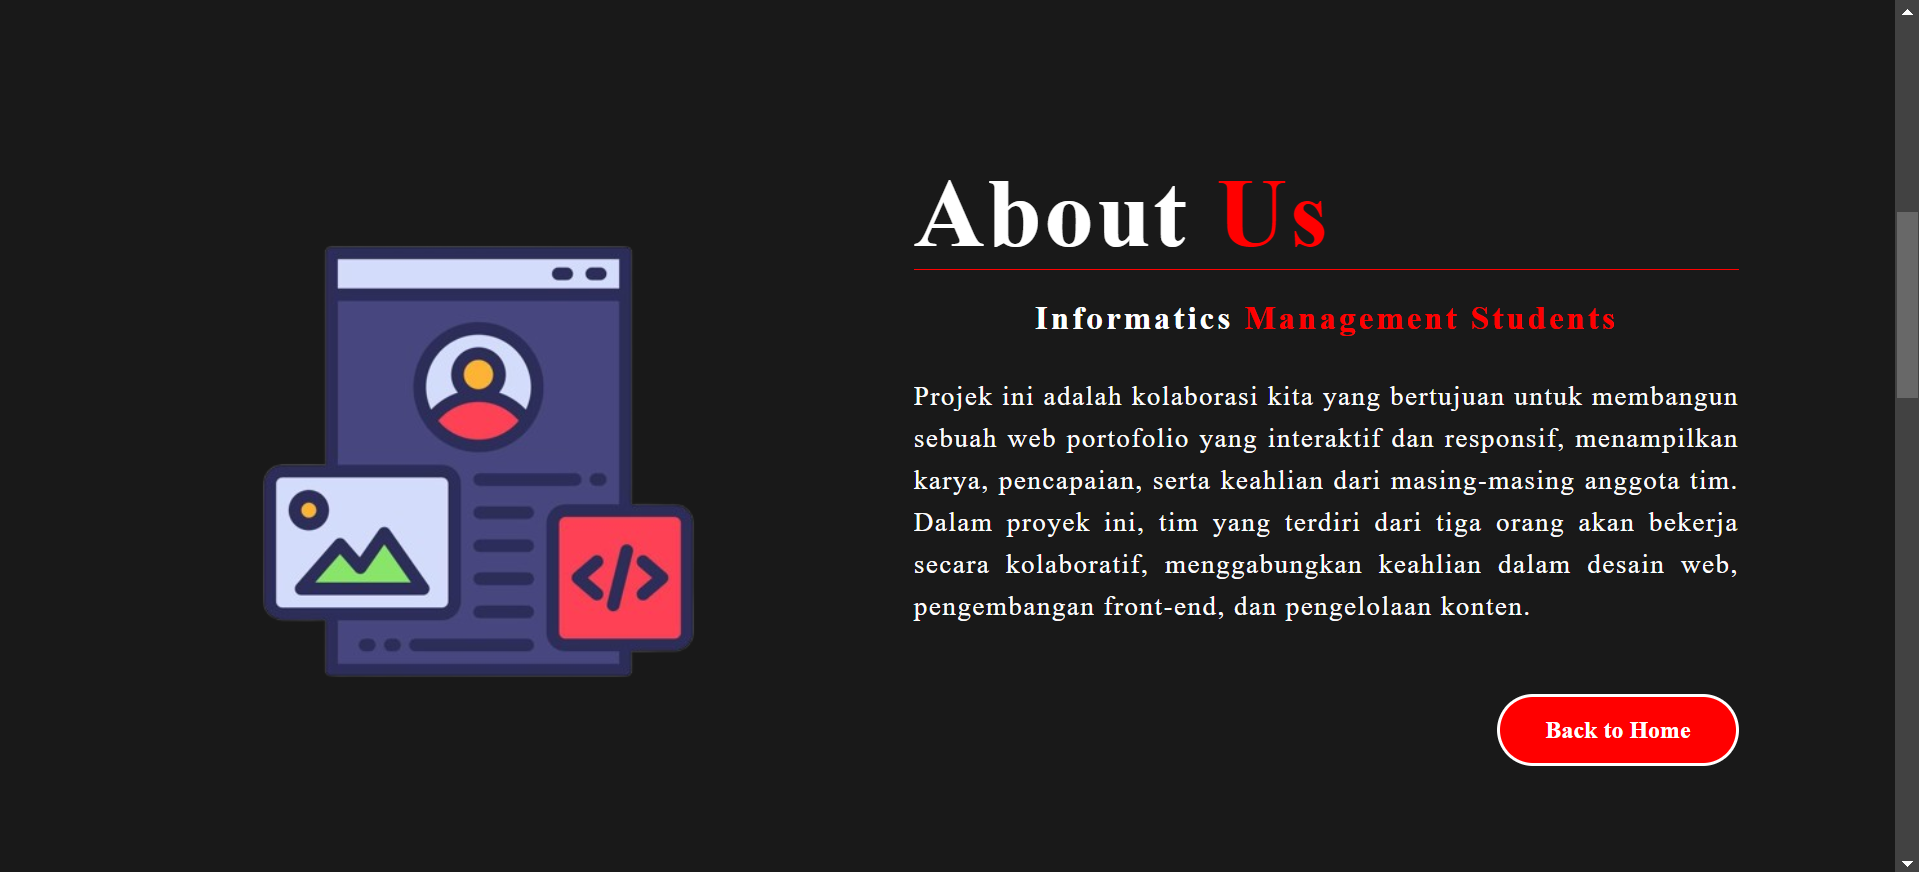 About Us
Informatics Management Students
Projek ini adalah kolaborasi kita yang bertujuan untuk membangun
sebuah web portofolio yang interaktif dan responsif, menampilkan
karya, pencapaian, serta keahlian dari masing-masing anggota tim.
Dalam proyek ini, tim yang terdiri dari tiga orang akan bekerja
secara kolaboratif, menggabungkan keahlian dalam desain web,
pengembangan front-end, dan pengelolaan konten.
Back to Home